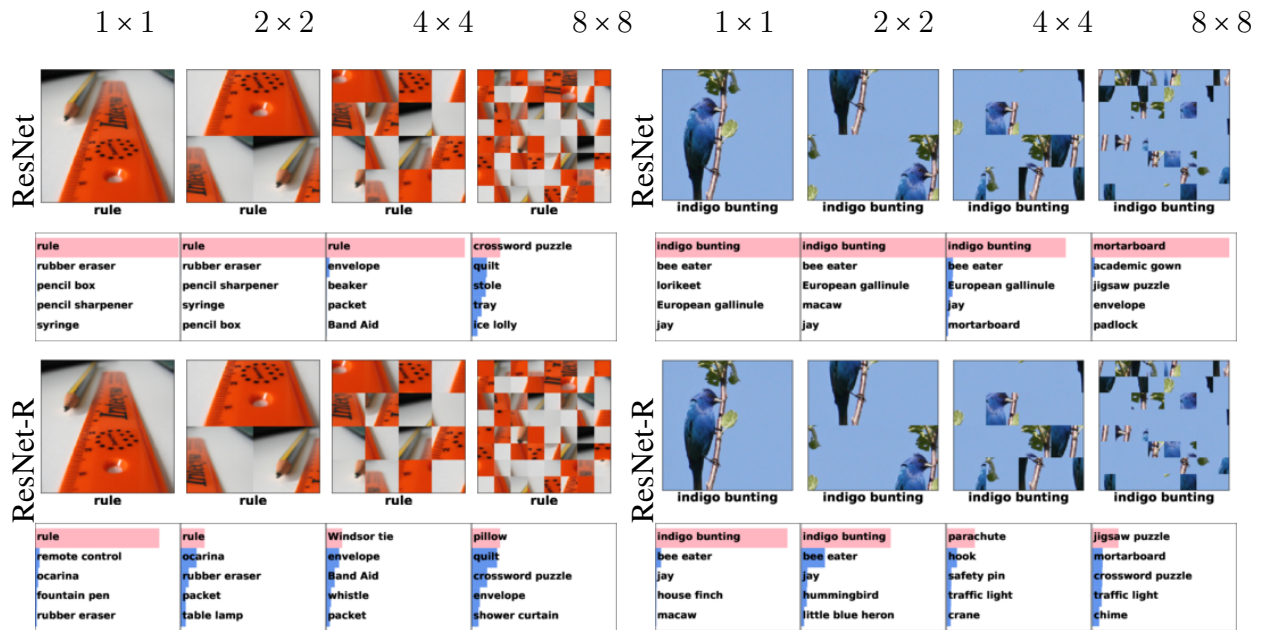 1 × 1 2 × 2 4 × 4 8 × 8 1 × 1 2 × 2 4 × 4 8 × 8
ResNet
rule rule rule rule
rule rule rule crossword puzzle
rubber eraser rubber eraser envelope quilt
pencil box pencil sharpener beaker stole
pencil sharpener syringe packet tray
syringe pencil box Band Aid ice lolly
ResNet
indigo bunting indigo bunting indigo bunting indigo bunting
indigo bunting indigo bunting indigo bunting mortarboard
bee eater bee eater bee eater academic gown
lorikeet European gallinule European gallinule jigsaw puzzle
European gallinule macaw jay envelope
jay jay mortarboard padlock
ResNet-R
rule rule rule rule
rule rule Windsor tie pillow
remote control ocarina envelope quilt
ocarina rubber eraser Band Aid crossword puzzle
fountain pen packet whistle envelope
rubber eraser table lamp packet shower curtain
ResNet-R
indigo bunting indigo bunting indigo bunting indigo bunting
indigo bunting indigo bunting parachute jigsaw puzzle
bee eater bee eater hook mortarboard
jay jay safety pin crossword puzzle
house finch hummingbird traffic light traffic light
macaw little blue heron crane chime